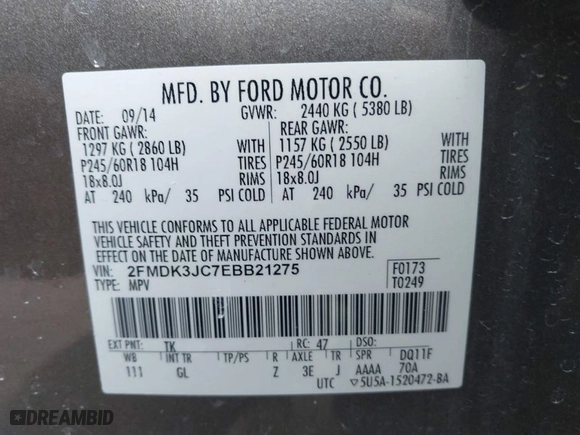 MFD. BY FORD MOTOR CO.
DATE: 09/14 GVWR: 2440 KG ( 5380 LB)
FRONT GAWR: REAR GAWR:
1297 KG ( 2860 LB) WITH 1157 KG ( 2550 LB) WITH
P245/60R18 104H TIRES P245/60R18 104H TIRES
18x8.0J RIMS 18x8.0J RIMS
AT 240 kPa/ 35 PSI COLD AT 240 kPa/ 35 PSI COLD
THIS VEHICLE CONFORMS TO ALL APPLICABLE FEDERAL MOTOR
VEHICLE SAFETY AND THEFT PREVENTION STANDARDS IN
EFFECT ON THE DATE OF MANUFACTURE SHOWN ABOVE.
VIN: 2FMDK3JC7EBB21275 F0173
TYPE: MPV T0249
EXT PNT: TK RC: 47 DSO:
WB INT TR TP/PS R AXLE TR SPR DQ11F
111 GL Z 3E J AAAA 70A
UTC ▽5U5A-1520472-BA
DREAMBID